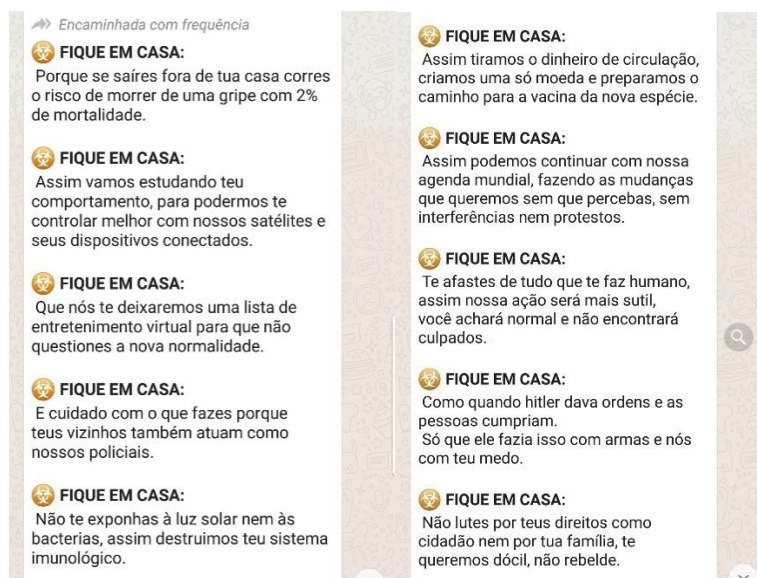 Encaminhada com frequência
FIQUE EM CASA:
Porque se saíres fora de tua casa corres
o risco de morrer de uma gripe com 2%
de mortalidade.
FIQUE EM CASA:
Assim vamos estudando teu
comportamento, para podermos te
controlar melhor com nossos satélites e
seus dispositivos conectados.
FIQUE EM CASA:
Que nós te deixaremos uma lista de
entretenimento virtual para que não
questiones a nova normalidade.
FIQUE EM CASA:
E cuidado com o que fazes porque
teus vizinhos também atuam como
nossos policiais.
FIQUE EM CASA:
Não te exponhas à luz solar nem às
bacterias, assim destruimos teu sistema
imunológico.
FIQUE EM CASA:
Assim tiramos o dinheiro de circulação,
criamos uma só moeda e preparamos o
caminho para a vacina da nova espécie.
FIQUE EM CASA:
Assim podemos continuar com nossa
agenda mundial, fazendo as mudanças
que queremos sem que percebas, sem
interferências nem protestos.
FIQUE EM CASA:
Te afastes de tudo que te faz humano,
assim nossa ação será mais sutil,
você achará normal e não encontrará
culpados.
FIQUE EM CASA:
Como quando hitler dava ordens e as
pessoas cumpriam.
Só que ele fazia isso com armas e nós
com teu medo.
FIQUE EM CASA:
Não lutes por teus direitos como
cidadão nem por tua família, te
queremos dócil, não rebelde.